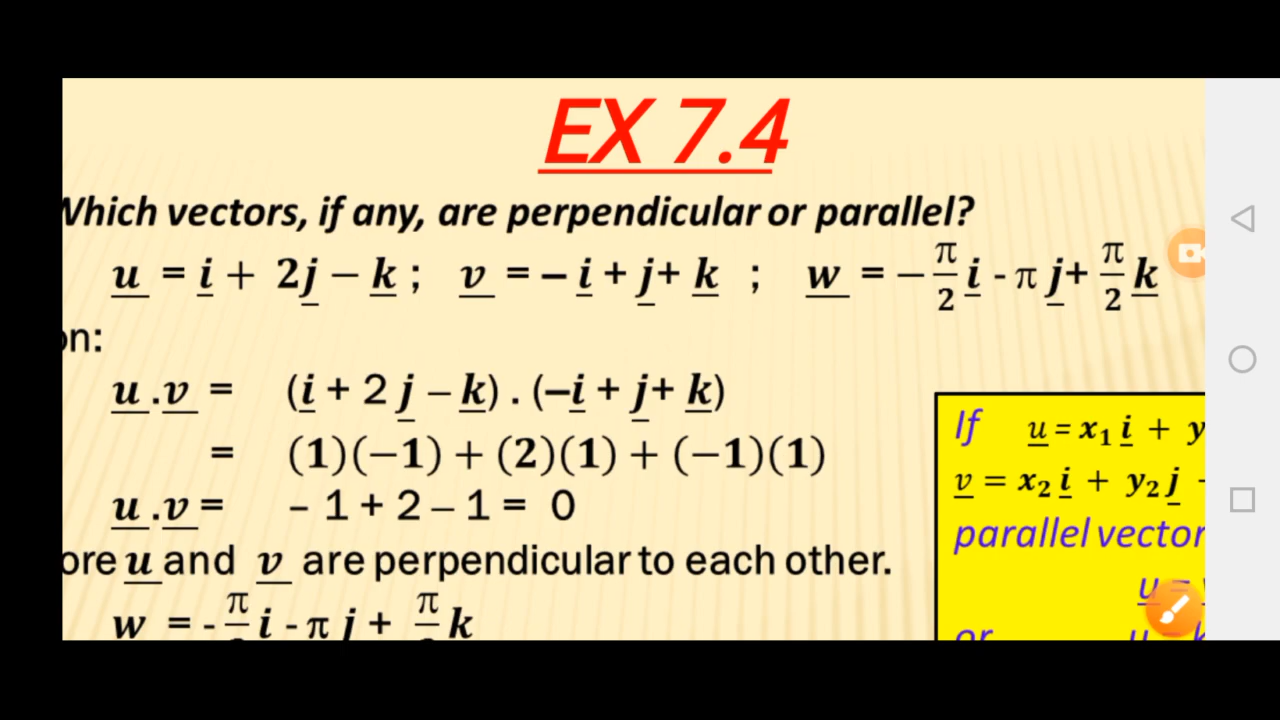 EX 7.4
Which vectors, if any, are perpendicular or parallel?
u = i + 2j − k ; v = − i + j + k ; w = − π/2 i - π j + π/2 k
on:
u . v = (i + 2 j − k) . (−i + j + k)
= (1)(−1) + (2)(1) + (−1)(1)
u . v = − 1 + 2 − 1 = 0
ore u and v are perpendicular to each other.
w = - π i - π j + π k
If u = x₁ i + y
v = x₂ i + y₂ j
parallel vector
u =
or u